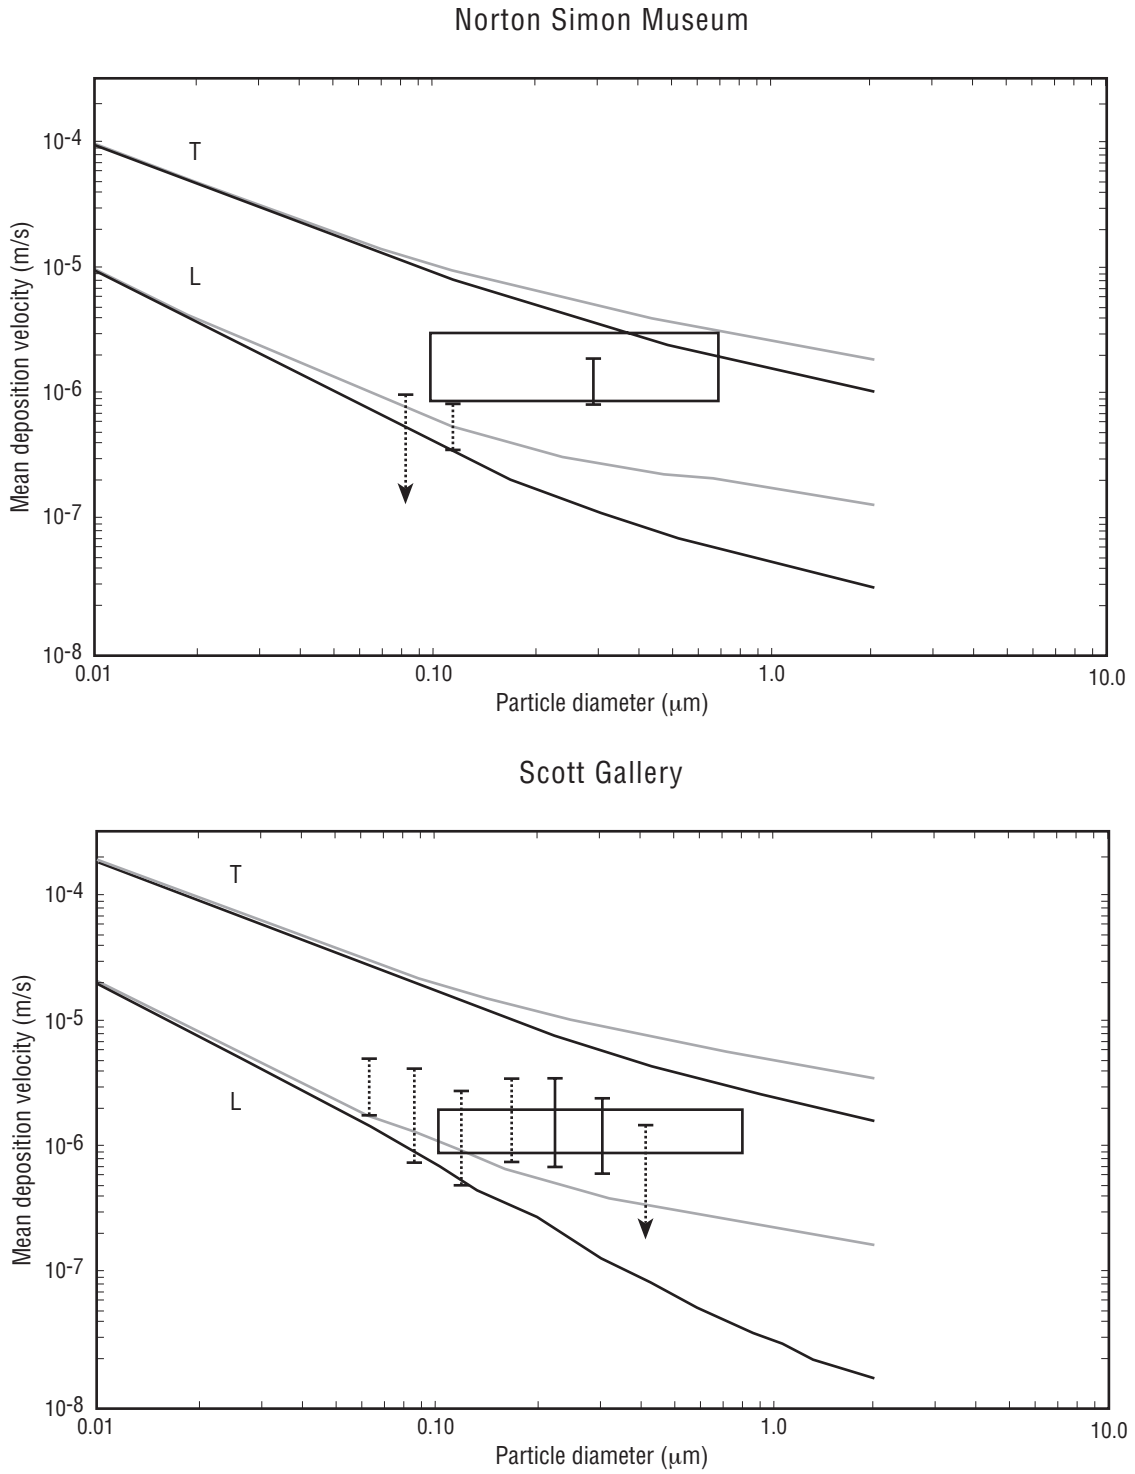 Norton Simon Museum
10-4
T
10-5
L
10-6
10-7
10-8
Mean deposition velocity (m/s)
0.01 0.10 1.0 10.0
Particle diameter (μm)
Scott Gallery
10-4
T
10-5
L
10-6
10-7
10-8
Mean deposition velocity (m/s)
0.01 0.10 1.0 10.0
Particle diameter (μm)